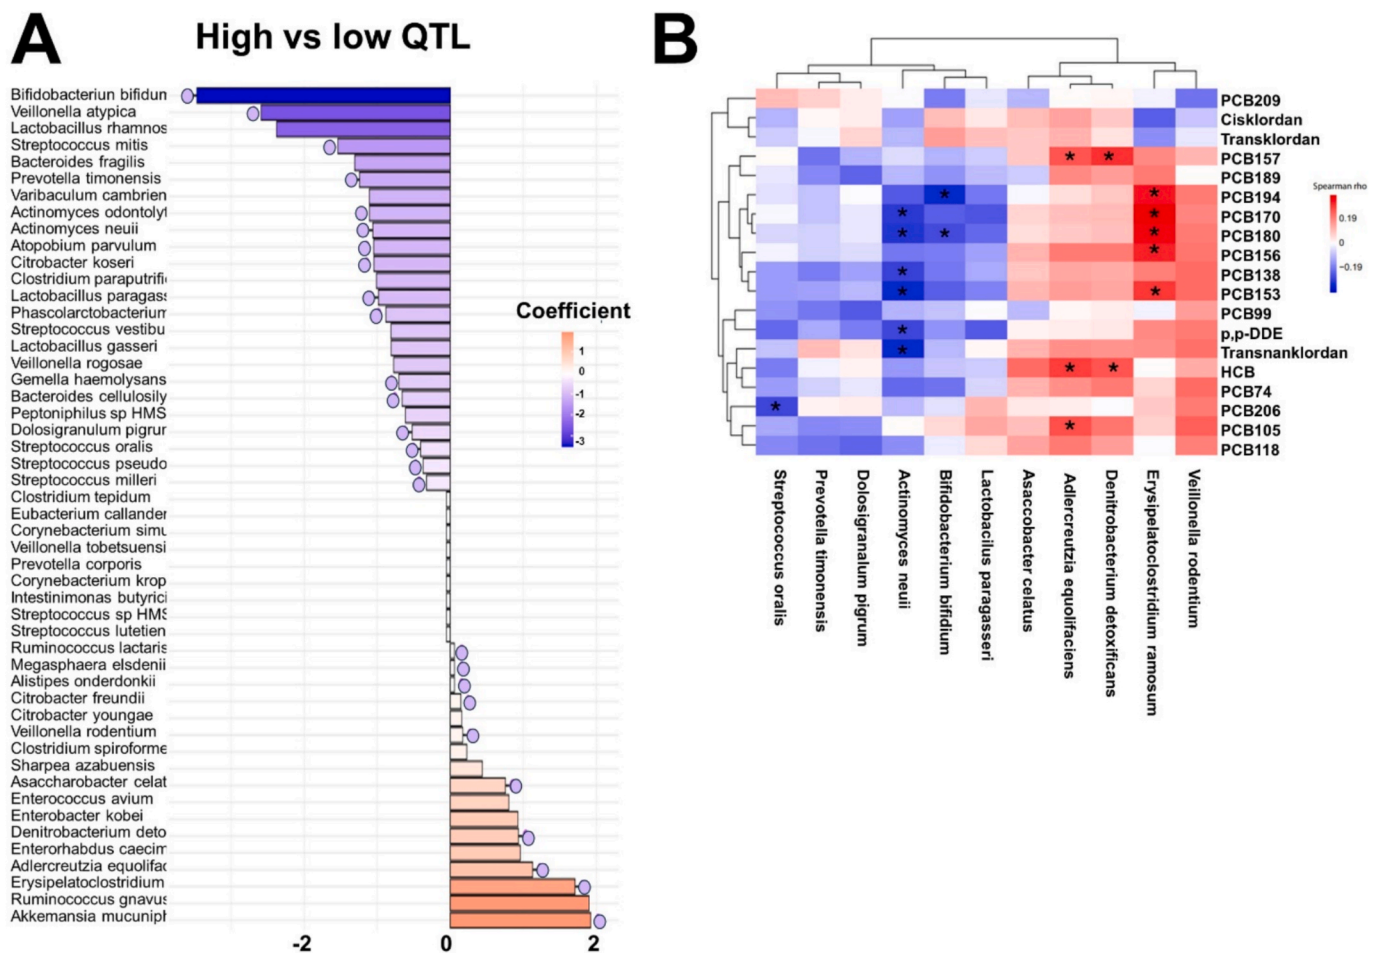 A
High vs low QTL
Bifidobacteriun bifidun
Veillonella atypica
Lactobacillus rhamnos
Streptococcus mitis
Bacteroides fragilis
Prevotella timonensis
Varibaculum cambrien
Actinomyces odontolyt
Actinomyces neuii
Atopobium parvulum
Citrobacter koseri
Clostridium paraputrifi
Lactobacillus paragass
Phascolarctobacterium
Streptococcus vestibu
Lactobacillus gasseri
Veillonella rogosae
Gemella haemolysans
Bacteroides cellulosily
Peptoniphilus sp HMS
Dolosigranulum pigrur
Streptococcus oralis
Streptococcus pseudo
Streptococcus milleri
Clostridium tepidum
Eubacterium callander
Corynebacterium simu
Veillonella tobetsuensi
Prevotella corporis
Corynebacterium krop
Intestinimonas butyrici
Streptococcus sp HMS
Streptococcus lutetien
Ruminococcus lactaris
Megasphaera elsdenii
Alistipes onderdonkii
Citrobacter freundii
Citrobacter youngae
Veillonella rodentium
Clostridium spiroforme
Sharpea azabuensis
Asaccharobacter celat
Enterococcus avium
Enterobacter kobei
Denitrobacterium deto
Enterorhabdus caecim
Adlercreutzia equolifac
Erysipelatoclostridium
Ruminococcus gnavus
Akkemansia mucuniph
-2
0
2
Coefficient
1
0
-1
-2
-3
B
PCB209
Cisklordan
Transklordan
PCB157
PCB189
PCB194
PCB170
PCB180
PCB156
PCB138
PCB153
PCB99
p,p-DDE
Transnanklordan
HCB
PCB74
PCB206
PCB105
PCB118
Spearman rho
0.19
0
−0.19
Streptococcus oralis
Prevotella timonensis
Dolosigranalum pigrum
Actinomyces neuii
Bifidobacterium bifidium
Lactobacilus paragasseri
Asaccobacter celatus
Adlercreutzia equolifaciens
Denitrobacterium detoxificans
Erysipelatoclostridium ramosum
Veillonella rodentium